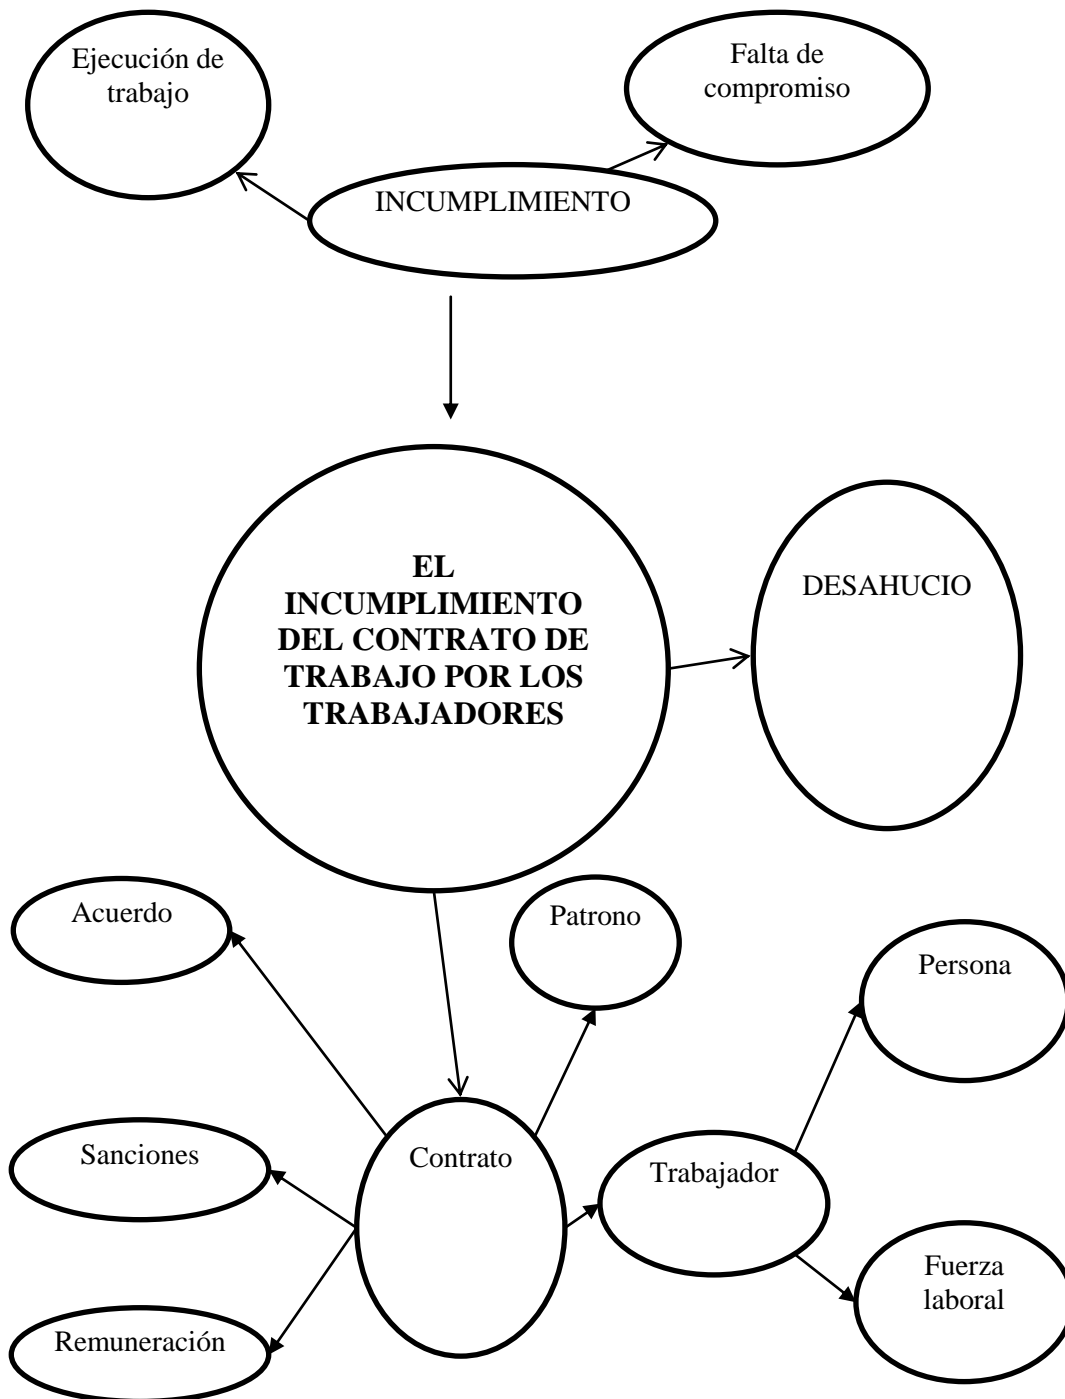 Ejecución de
trabajo
Falta de
compromiso
INCUMPLIMIENTO
EL
INCUMPLIMIENTO
DEL CONTRATO DE
TRABAJO POR LOS
TRABAJADORES
DESAHUCIO
Acuerdo
Patrono
Persona
Sanciones
Contrato
Trabajador
Fuerza
laboral
Remuneración